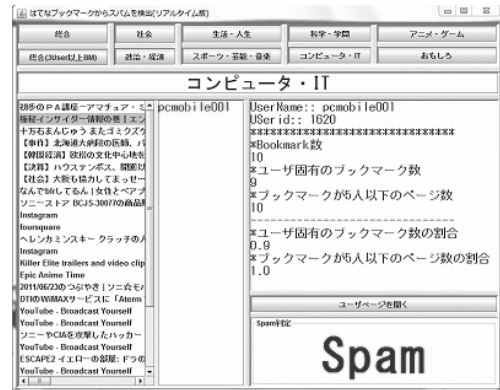 はてなブックマークからスパムを検出(リアルタイム版)
総合
社会
生活・人生
科学・学問
アニメ・ゲーム
総合(3User以上BM)
政治・経済
スポーツ・芸能・音楽
コンピュータ・IT
おもしろ
コンピュータ・IT
初歩のPA講座-アマチュア・ミ
極秘インサイダー情報の巻 | エン
十万石まんじゅう またゴミクズケ
【事件】北海道大病院の医師、
【韓国経済】欧州の文化中心地を
【決算】ハウステンボス、開園以
【社会】大阪も協力してまっせー
なんでblrしてるん | 女性とペアブ
ソニーストア BCJS-30077の商品
Instagram
foursquare
ヘレンカミンスキー クラッチの人
Instagram
Killer Elite trailers and video clip
Epic Anime Time
2011/06/23のつぶやき | ソニ☆モ
DTIのWiMAXサービスに「Aterm
YouTube - Broadcast Yourself
YouTube - Broadcast Yourself
ソニーやCIAを攻撃したハッカー
YouTube - Broadcast Yourself
ESCAPE2 イエローの部屋: ドラの
YouTube - Broadcast Yourself
pcmobile001
UserName:: pcmobile001
USerid:: 1620
******************************
*Bookmark数
10
*ユーザ固有のブックマーク数
9
*ブックマークが5人以下のページ数
10
------------------------------
*ユーザ固有のブックマーク数の割合
0.9
*ブックマークが5人以下のページ数の割合
1.0
ユーザページを開く
Spam判定
Spam